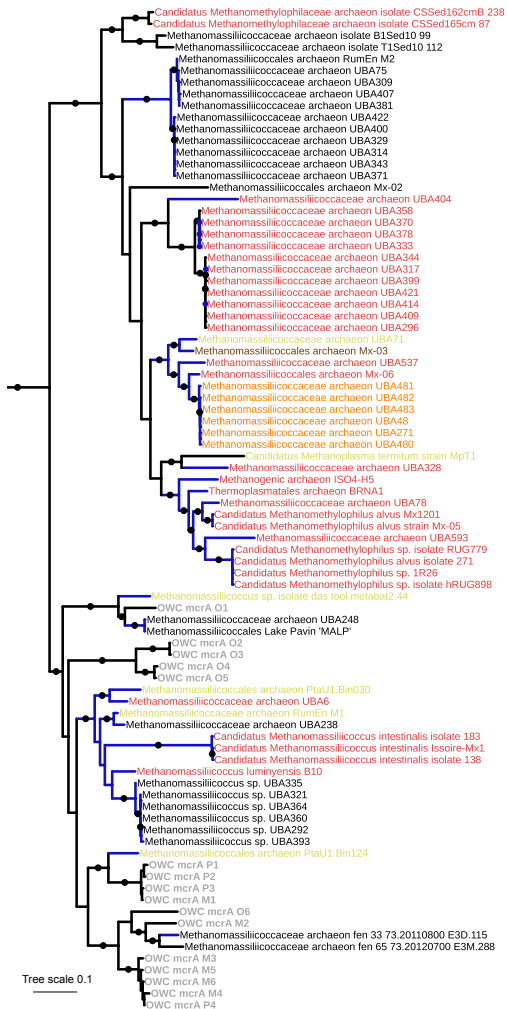 Candidatus Methanomethylophilaceae archaeon isolate CSSed162cmB 238
Candidatus Methanomethylophilaceae archaeon isolate CSSed165cm 87
Methanomassiliicoccaceae archaeon isolate B1Sed10 99
Methanomassiliicoccaceae archaeon isolate T1Sed10 112
Methanomassiliicoccales archaeon RumEn M2
Methanomassiliicoccaceae archaeon UBA75
Methanomassiliicoccaceae archaeon UBA309
Methanomassiliicoccaceae archaeon UBA407
Methanomassiliicoccaceae archaeon UBA381
Methanomassiliicoccaceae archaeon UBA422
Methanomassiliicoccaceae archaeon UBA400
Methanomassiliicoccaceae archaeon UBA329
Methanomassiliicoccaceae archaeon UBA314
Methanomassiliicoccaceae archaeon UBA343
Methanomassiliicoccaceae archaeon UBA371
Methanomassiliicoccales archaeon Mx-02
Methanomassiliicoccaceae archaeon UBA404
Methanomassiliicoccaceae archaeon UBA358
Methanomassiliicoccaceae archaeon UBA370
Methanomassiliicoccaceae archaeon UBA378
Methanomassiliicoccaceae archaeon UBA333
Methanomassiliicoccaceae archaeon UBA344
Methanomassiliicoccaceae archaeon UBA317
Methanomassiliicoccaceae archaeon UBA399
Methanomassiliicoccaceae archaeon UBA421
Methanomassiliicoccaceae archaeon UBA414
Methanomassiliicoccaceae archaeon UBA409
Methanomassiliicoccaceae archaeon UBA296
Methanomassiliicoccaceae archaeon UBA71
Methanomassiliicoccales archaeon Mx-03
Methanomassiliicoccaceae archaeon UBA537
Methanomassiliicoccales archaeon Mx-06
Methanomassiliicoccaceae archaeon UBA481
Methanomassiliicoccaceae archaeon UBA482
Methanomassiliicoccaceae archaeon UBA483
Methanomassiliicoccaceae archaeon UBA48
Methanomassiliicoccaceae archaeon UBA271
Methanomassiliicoccaceae archaeon UBA480
Candidatus Methanoplasma termitum strain MpT1
Methanomassiliicoccaceae archaeon UBA328
Methanogenic archaeon ISO4-H5
Thermoplasmatales archaeon BRNA1
Methanomassiliicoccaceae archaeon UBA78
Candidatus Methanomethylophilus alvus Mx1201
Candidatus Methanomethylophilus alvus strain Mx-05
Methanomassiliicoccaceae archaeon UBA593
Candidatus Methanomethylophilus sp. isolate RUG779
Candidatus Methanomethylophilus alvus isolate 271
Candidatus Methanomethylophilus sp. 1R26
Candidatus Methanomethylophilus sp. isolate hRUG898
Methanomassiliicoccus sp. isolate das tool.metabat2.44
OWC mcrA O1
Methanomassiliicoccaceae archaeon UBA248
Methanomassiliicoccales Lake Pavin 'MALP'
OWC mcrA O2
OWC mcrA O3
OWC mcrA O4
OWC mcrA O5
Methanomassiliicoccales archaeon PtaU1.Bin030
Methanomassiliicoccaceae archaeon UBA6
Methanomassiliicoccales archaeon RumEn M1
Methanomassiliicoccaceae archaeon UBA238
Candidatus Methanomassiliicoccus intestinalis isolate 183
Candidatus Methanomassiliicoccus intestinalis Issoire-Mx1
Candidatus Methanomassiliicoccus intestinalis isolate 138
Methanomassiliicoccus luminyensis B10
Methanomassiliicoccus sp. UBA335
Methanomassiliicoccus sp. UBA321
Methanomassiliicoccus sp. UBA364
Methanomassiliicoccus sp. UBA360
Methanomassiliicoccus sp. UBA292
Methanomassiliicoccus sp. UBA393
Methanomassiliicoccales archaeon PtaU1.Bin124
OWC mcrA P1
OWC mcrA P2
OWC mcrA P3
OWC mcrA M1
OWC mcrA O6
OWC mcrA M2
Methanomassiliicoccaceae archaeon fen 33 73.20110800 E3D.115
Methanomassiliicoccaceae archaeon fen 65 73.20120700 E3M.288
OWC mcrA M3
OWC mcrA M5
OWC mcrA M6
OWC mcrA M4
OWC mcrA P4
Tree scale 0.1